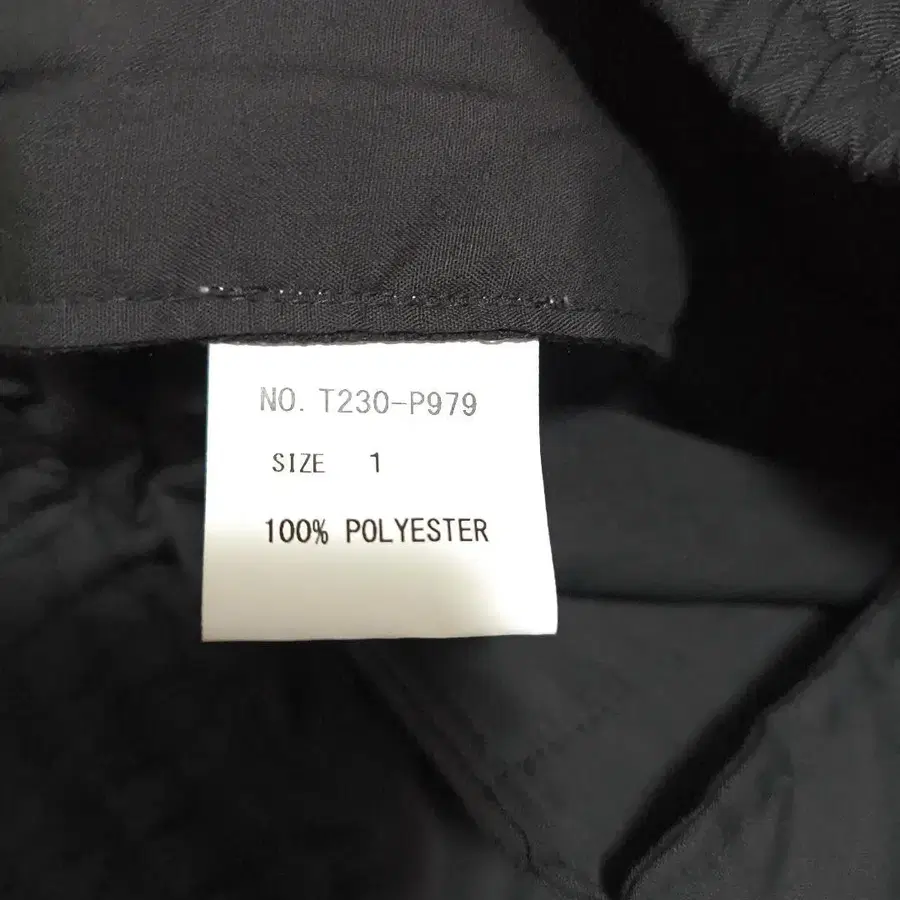 NO. T230-P979
SIZE 1
100% POLYESTER